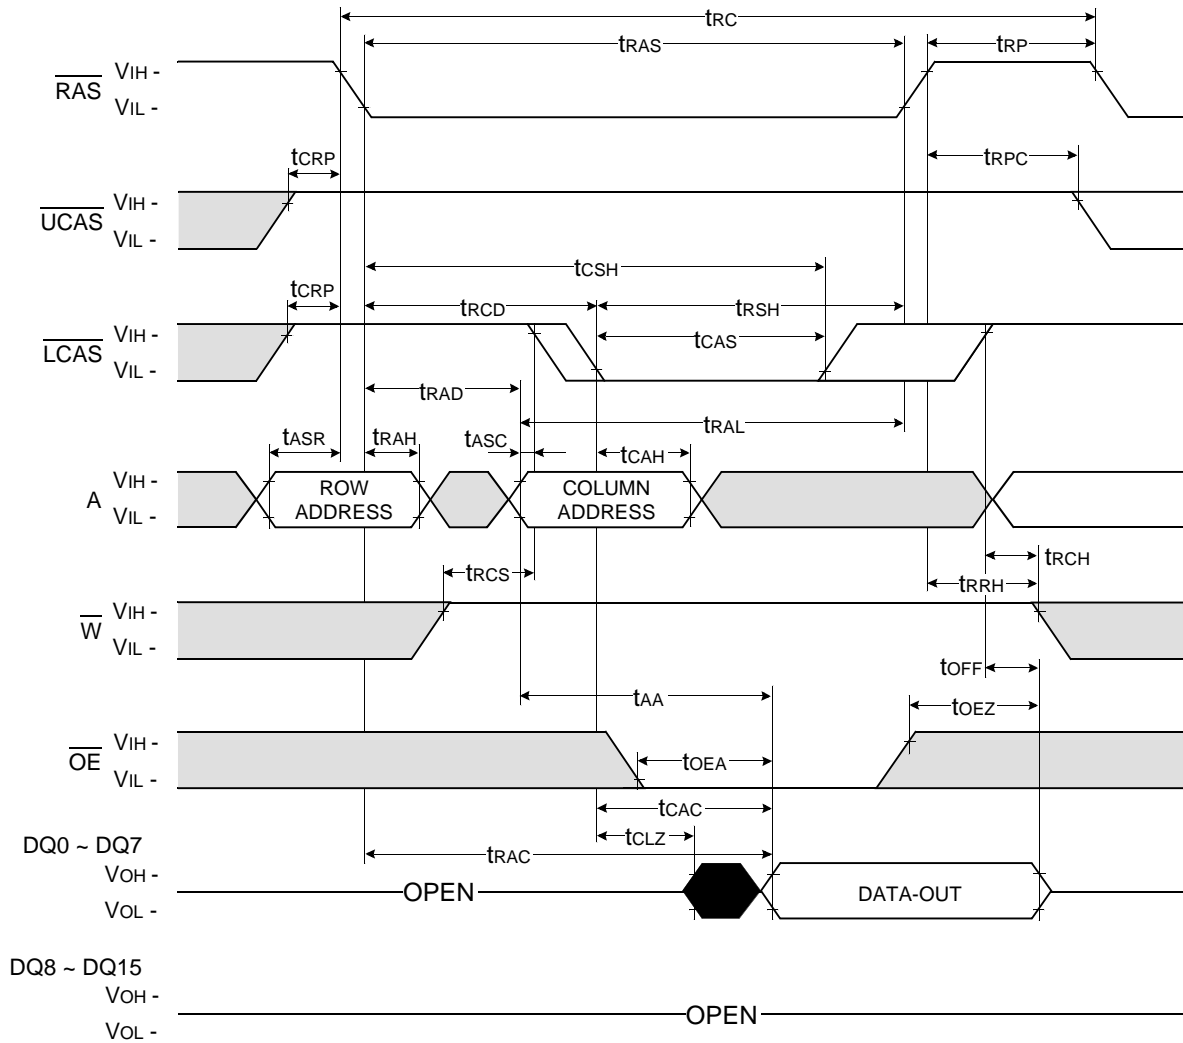 tRC
tRAS
tRP
RAS
VIH -
VIL -
tCRP
tRPC
UCAS
VIH -
VIL -
tCSH
tCRP
tRCD
tRSH
LCAS
VIH -
VIL -
tCAS
tRAD
tRAL
tASR
tRAH
tASC
tCAH
A
VIH -
VIL -
ROW
ADDRESS
COLUMN
ADDRESS
tRCH
tRCS
tRRH
W
VIH -
VIL -
tOFF
tAA
tOEZ
OE
VIH -
VIL -
tOEA
tCAC
tCLZ
DQ0 ~ DQ7
tRAC
VOH -
VOL -
OPEN
DATA-OUT
DQ8 ~ DQ15
VOH -
VOL -
OPEN